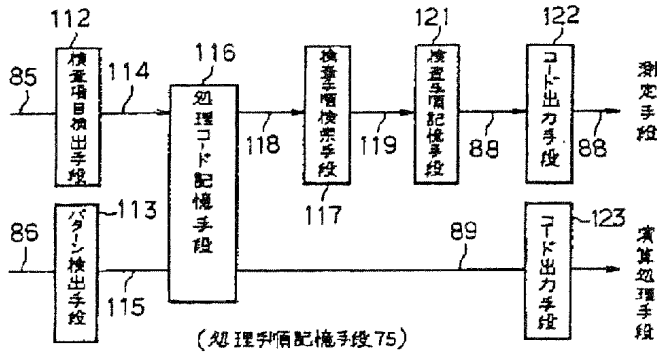 112
検査項目検出手段
85
114
116
処理コード記憶手段
118
117
検査手順検索手段
119
121
検査手順記憶手段
88
122
コード出力手段
88
測定手段
86
113
パターン検出手段
115
89
123
コード出力手段
演算処理手段
(処理手順記憶手段75)